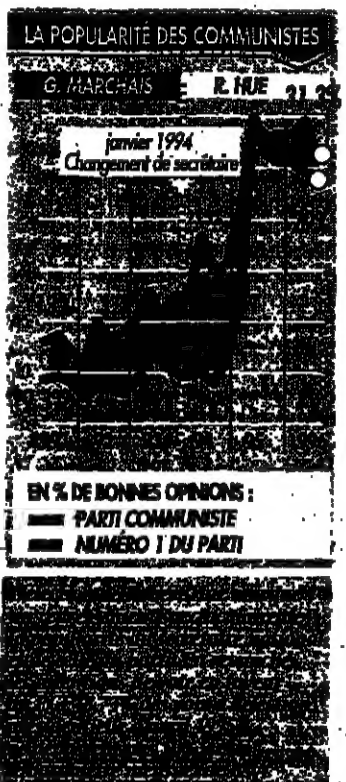 LA POPULARITÉ DES COMMUNISTES
G. MARCHAIS R. HUE
janvier 1994
Changement de secrétaire
EN % DE BONNES OPINIONS :
PARTI COMMUNISTE
NUMÉRO 1 DU PARTI